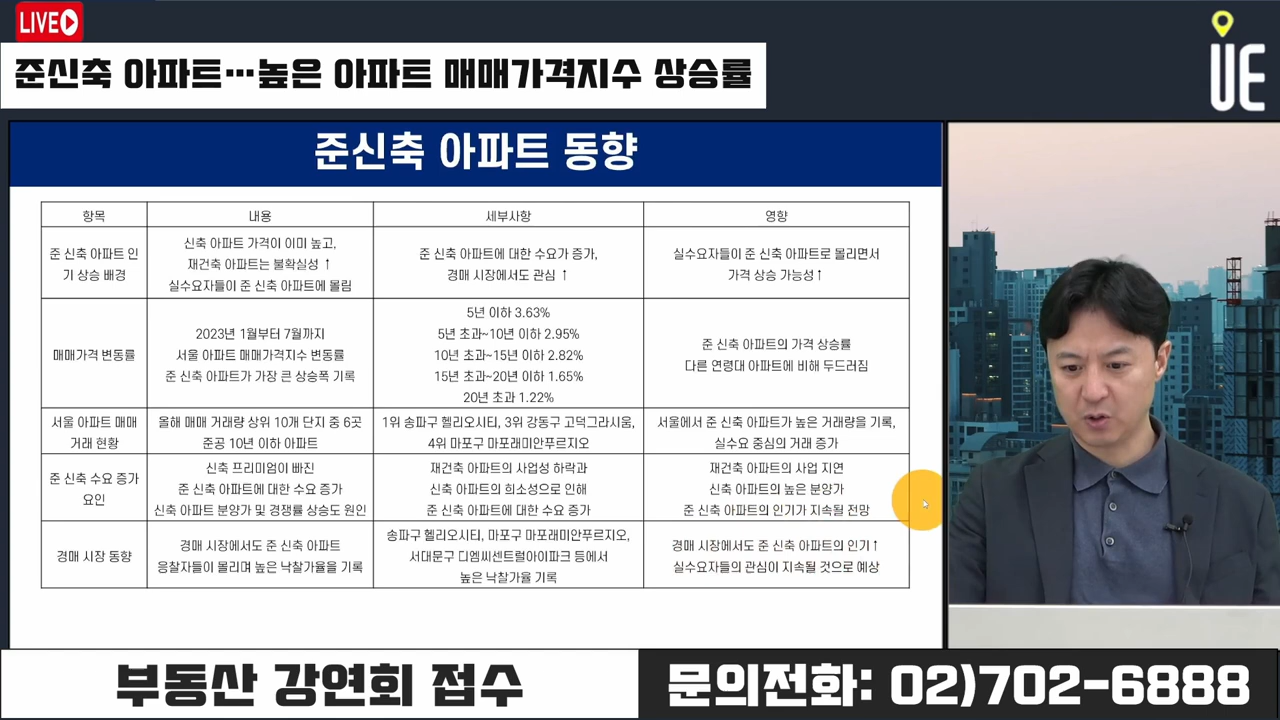 LIVE
준신축 아파트…높은 아파트 매매가격지수 상승률
UE
준신축 아파트 동향
항목
내용
세부사항
영향
준 신축 아파트 인
기 상승 배경
신축 아파트 가격이 이미 높고,
재건축 아파트는 불확실성 ↑
실수요자들이 준 신축 아파트에 몰림
준 신축 아파트에 대한 수요가 증가,
경매 시장에서도 관심 ↑
실수요자들이 준 신축 아파트로 몰리면서
가격 상승 가능성↑
매매가격 변동률
2023년 1월부터 7월까지
서울 아파트 매매가격지수 변동률
준 신축 아파트가 가장 큰 상승폭 기록
5년 이하 3.63%
5년 초과~10년 이하 2.95%
10년 초과~15년 이하 2.82%
15년 초과~20년 이하 1.65%
20년 초과 1.22%
준 신축 아파트의 가격 상승률
다른 연령대 아파트에 비해 두드러짐
서울 아파트 매매
거래 현황
올해 매매 거래량 상위 10개 단지 중 6곳
준공 10년 이하 아파트
1위 송파구 헬리오시티, 3위 강동구 고덕그라시움,
4위 마포구 마포래미안푸르지오
서울에서 준 신축 아파트가 높은 거래량을 기록,
실수요 중심의 거래 증가
준 신축 수요 증가
요인
신축 프리미엄이 빠진
준 신축 아파트에 대한 수요 증가
신축 아파트 분양가 및 경쟁률 상승도 원인
재건축 아파트의 사업성 하락과
신축 아파트의 희소성으로 인해
준 신축 아파트에 대한 수요 증가
재건축 아파트의 사업 지연
신축 아파트의 높은 분양가
준 신축 아파트의 인기가 지속될 전망
경매 시장 동향
경매 시장에서도 준 신축 아파트
응찰자들이 몰리며 높은 낙찰가율을 기록
송파구 헬리오시티, 마포구 마포래미안푸르지오,
서대문구 디엠씨센트럴아이파크 등에서
높은 낙찰가율 기록
경매 시장에서도 준 신축 아파트의 인기↑
실수요자들의 관심이 지속될 것으로 예상
부동산 강연회 접수
문의전화: 02)702-6888